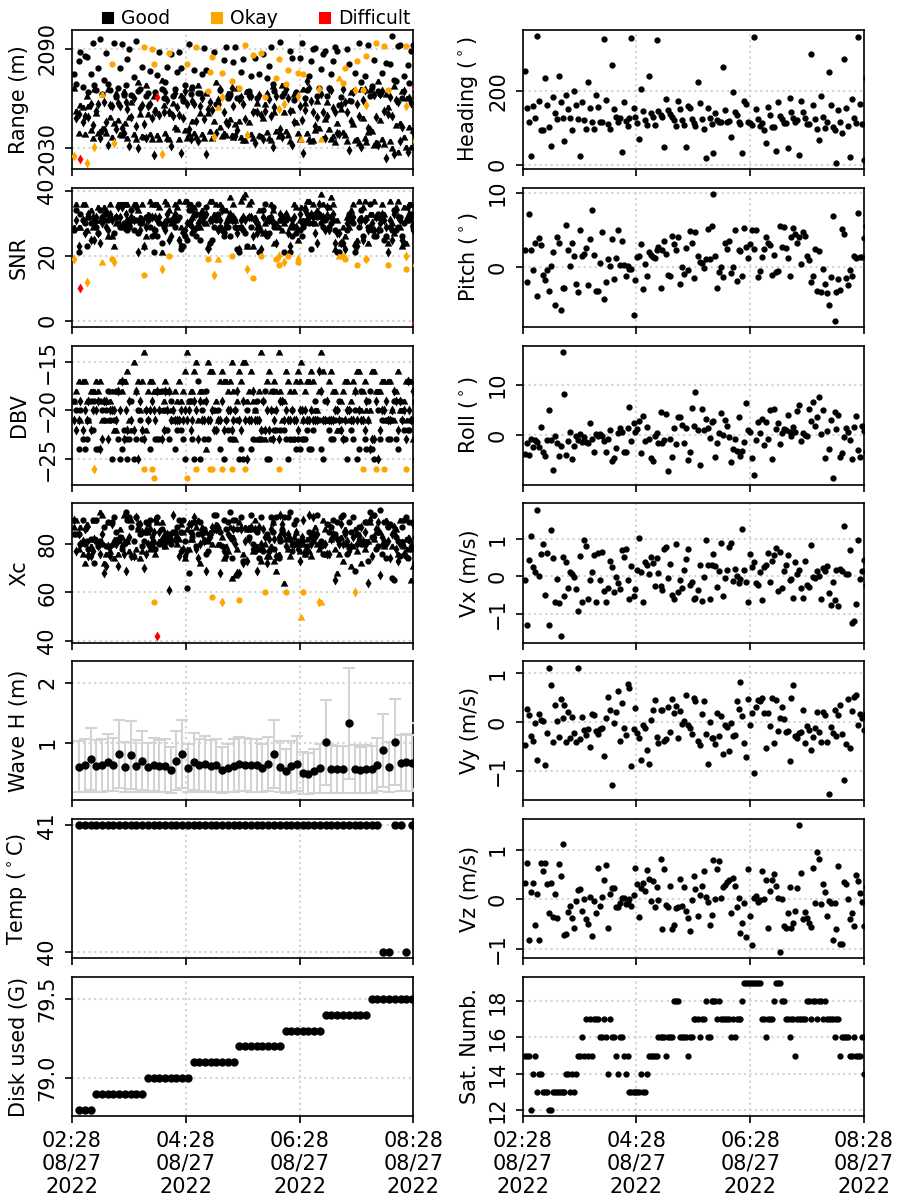 Good Okay Difficult
Range (m)
2090
2030
Heading (°)
200
0
SNR
40
20
0
Pitch (°)
10
0
DBV
−15
−20
−25
Roll (°)
10
0
Xc
80
60
40
Vx (m/s)
1
0
−1
Wave H (m)
2
1
Vy (m/s)
1
0
−1
Temp (°C)
41
40
Vz (m/s)
1
0
−1
Disk used (G)
79.5
79.0
Sat. Numb.
18
16
14
12
02:28 04:28 06:28 08:28 02:28 04:28 06:28 08:28
08/27 08/27 08/27 08/27 08/27 08/27 08/27 08/27
2022 2022 2022 2022 2022 2022 2022 2022